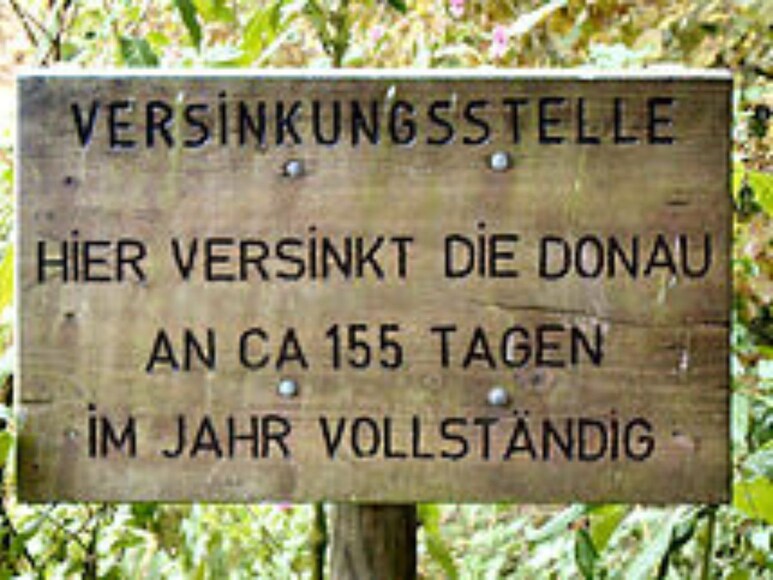 VERSiNKUNGSSTELLE
HiER VERSiNKT DiE DONAU
AN CA 155 TAGEN
iM JAHR VOLLSTÄNDiG